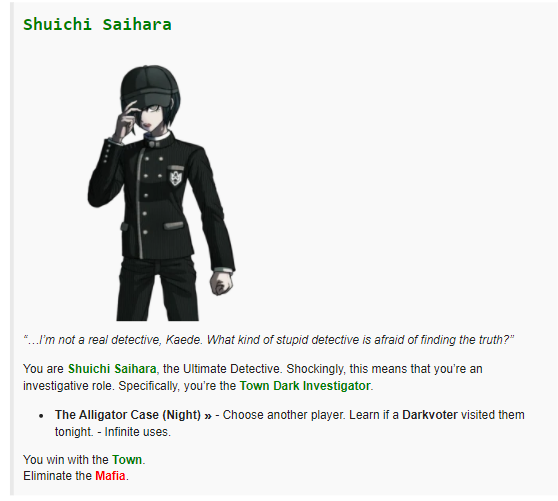 Shuichi Saihara
“…I’m not a real detective, Kaede. What kind of stupid detective is afraid of finding the truth?”
You are Shuichi Saihara, the Ultimate Detective. Shockingly, this means that you’re an
investigative role. Specifically, you’re the Town Dark Investigator.
• The Alligator Case (Night) » - Choose another player. Learn if a Darkvoter visited them
tonight. - Infinite uses.
You win with the Town.
Eliminate the Mafia.